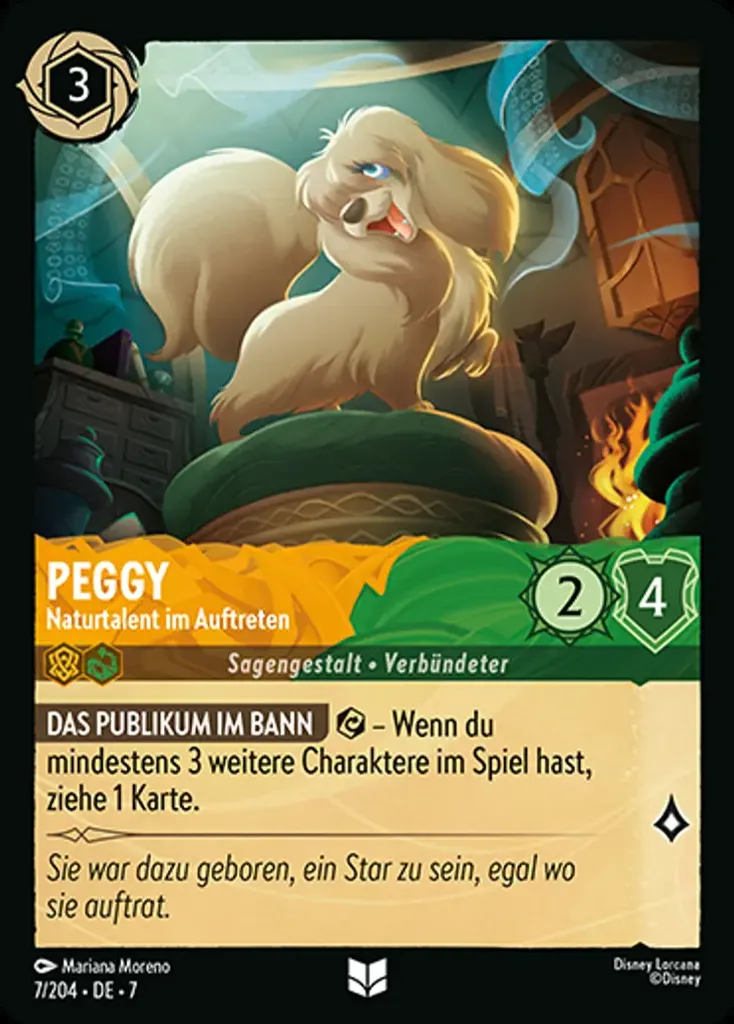 3
PEGGY
Naturtalent im Auftreten
2
4
Sagengestalt • Verbündeter
DAS PUBLIKUM IM BANN – Wenn du
mindestens 3 weitere Charaktere im Spiel hast,
ziehe 1 Karte.
Sie war dazu geboren, ein Star zu sein, egal wo
sie auftrat.
Mariana Moreno
Disney Lorcana
7/204 • DE • 7
©Disney